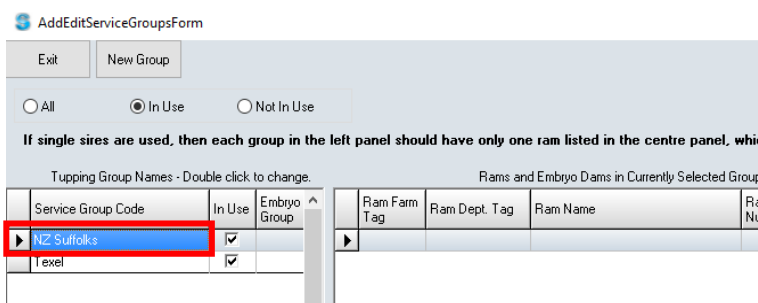 AddEditServiceGroupsForm
Exit New Group
All In Use Not In Use
If single sires are used, then each group in the left panel should have only one ram listed in the centre panel,
Tupping Group Names - Double click to change. Rams and Embryo Dams in Currently Selected
Service Group Code In Use Embryo Group Ram Farm Tag Ram Dept. Tag Ram Name
NZ Suffolks
Texel